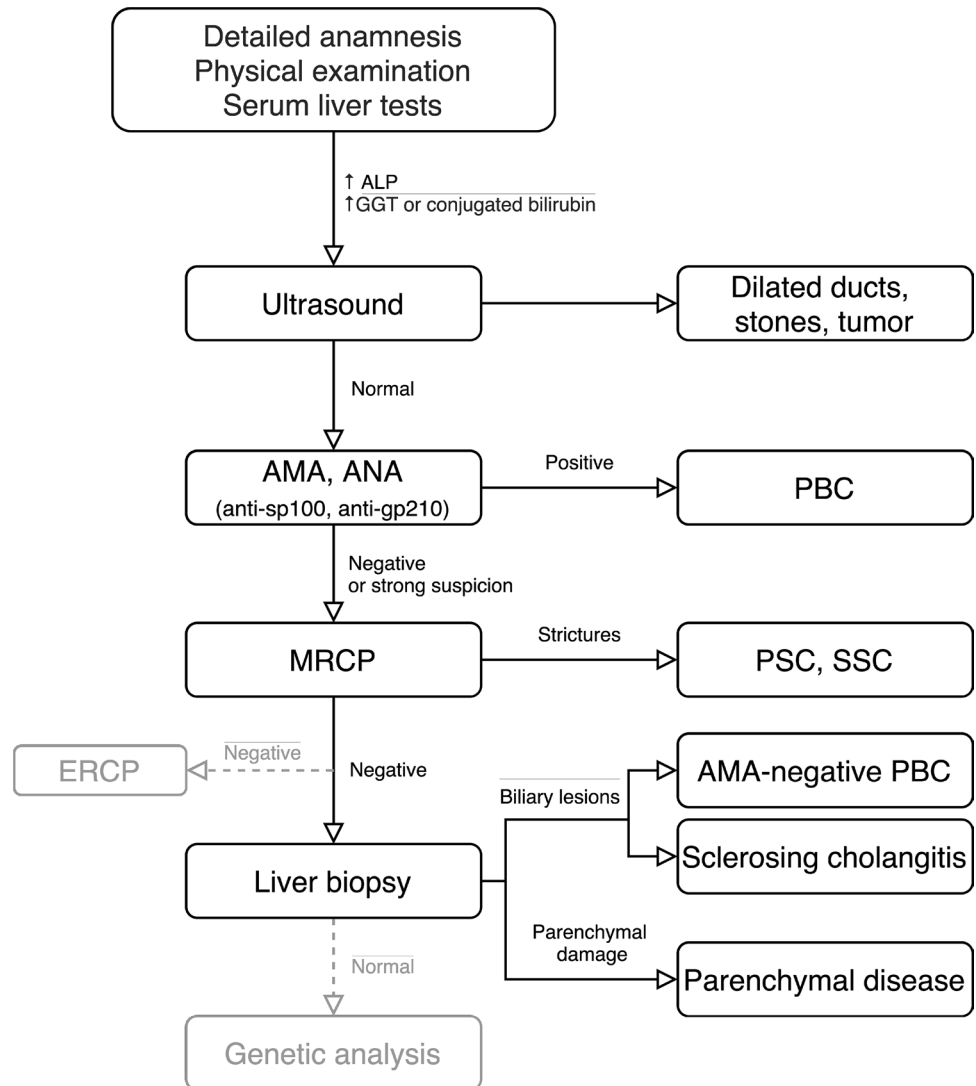 Detailed anamnesis
Physical examination
Serum liver tests
↑ ALP
↑GGT or conjugated bilirubin
Ultrasound
Dilated ducts,
stones, tumor
Normal
AMA, ANA
(anti-sp100, anti-gp210)
Positive
PBC
Negative
or strong suspicion
MRCP
Strictures
PSC, SSC
ERCP
Negative
Negative
Biliary lesions
AMA-negative PBC
Sclerosing cholangitis
Liver biopsy
Parenchymal
damage
Parenchymal disease
Normal
Genetic analysis